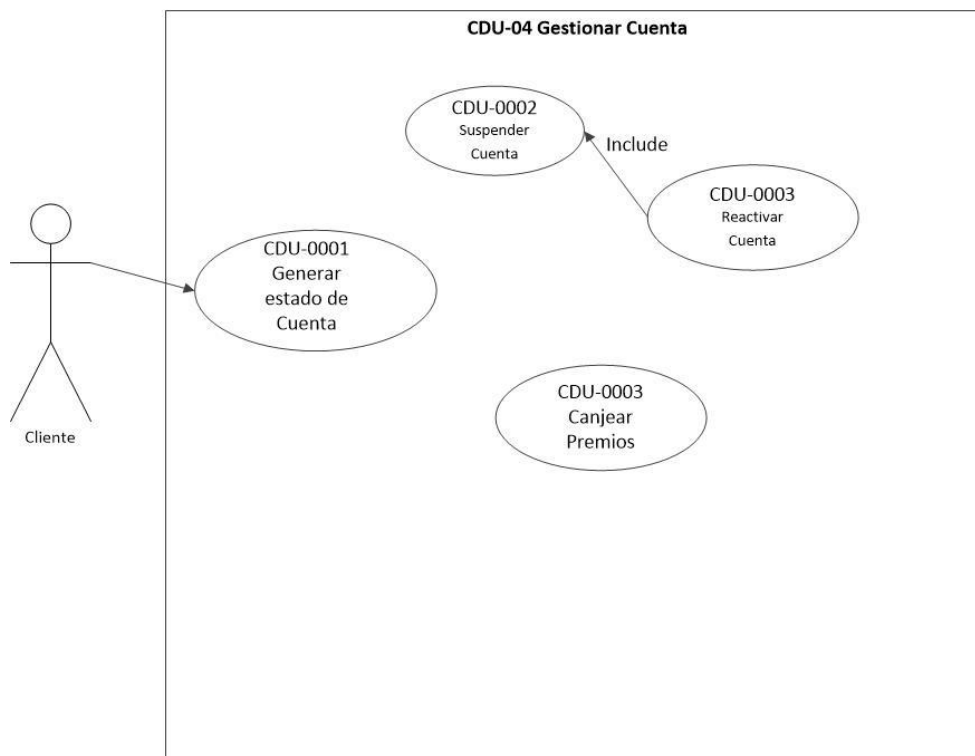 CDU-04 Gestionar Cuenta
CDU-0002
Suspender
Cuenta
Include
CDU-0003
Reactivar
Cuenta
CDU-0001
Generar
estado de
Cuenta
CDU-0003
Canjear
Premios
Cliente